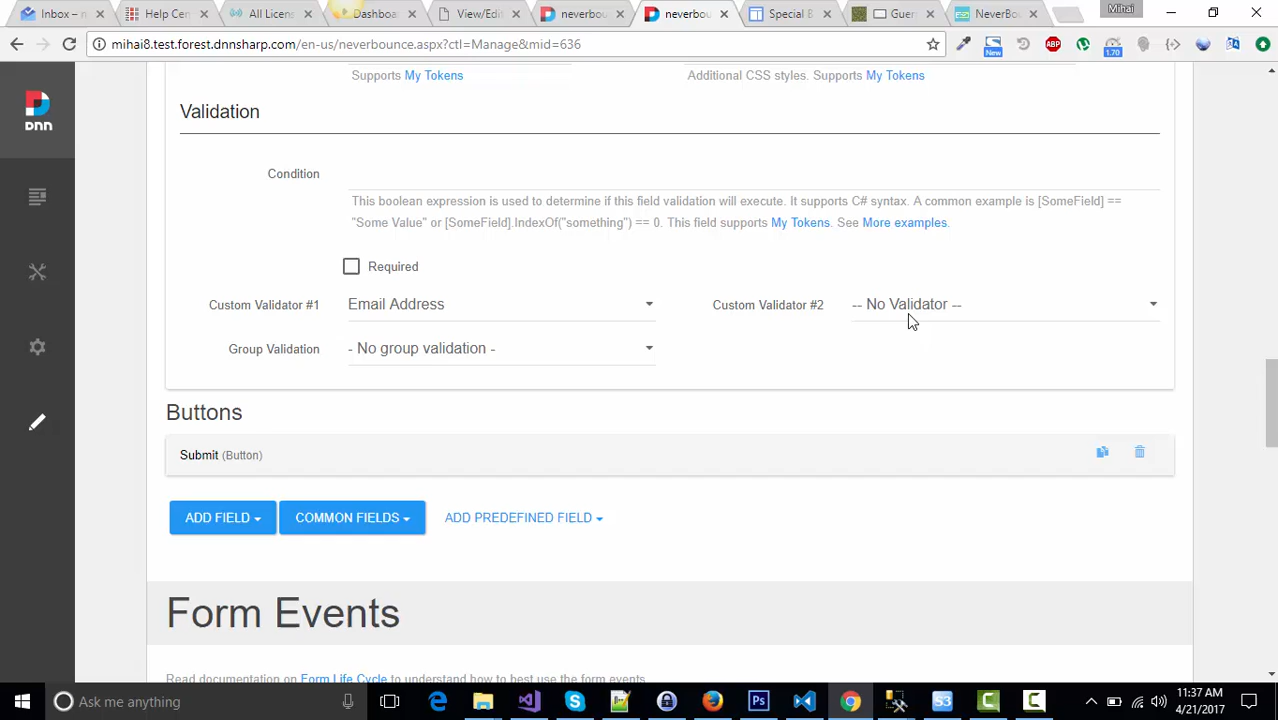 Inbox – n
Help Cen
All Licens
Dashboa
View/Edi
neverbou
neverbou
Special B
Guer
NeverBo
Mihai
mihai8.test.forest.dnnsharp.com/en-us/neverbounce.aspx?ctl=Manage&mid=636
New
ABP
1.70
Supports My Tokens
Additional CSS styles. Supports My Tokens
dnn
Validation
Condition
This boolean expression is used to determine if this field validation will execute. It supports C# syntax. A common example is [SomeField] ==
"Some Value" or [SomeField].IndexOf("something") == 0. This field supports My Tokens. See More examples.
Required
Custom Validator #1
Email Address
Custom Validator #2
-- No Validator --
Group Validation
- No group validation -
Buttons
Submit (Button)
ADD FIELD
COMMON FIELDS
ADD PREDEFINED FIELD
Form Events
Read documentation on Form Life Cycle to understand how to best use the form events.
Ask me anything
11:37 AM
4/21/2017